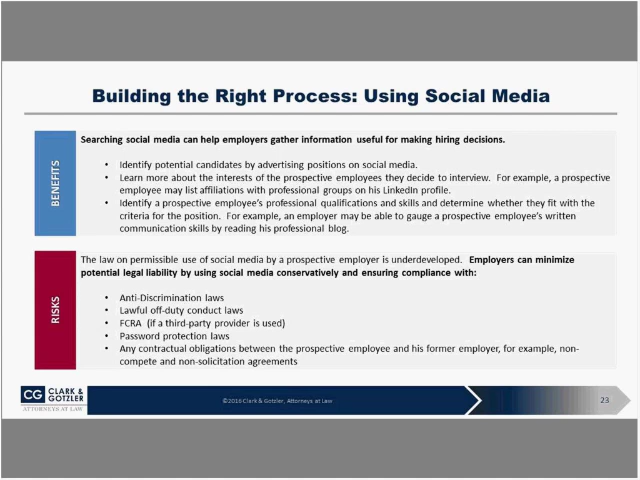 Building the Right Process: Using Social Media
BENEFITS
Searching social media can help employers gather information useful for making hiring decisions.
• Identify potential candidates by advertising positions on social media.
• Learn more about the interests of the prospective employees they decide to interview. For example, a prospective
employee may list affiliations with professional groups on his LinkedIn profile.
• Identify a prospective employee's professional qualifications and skills and determine whether they fit with the
criteria for the position. For example, an employer may be able to gauge a prospective employee's written
communication skills by reading his professional blog.
RISKS
The law on permissible use of social media by a prospective employer is underdeveloped. Employers can minimize
potential legal liability by using social media conservatively and ensuring compliance with:
• Anti-Discrimination laws
• Lawful off-duty conduct laws
• FCRA (if a third-party provider is used)
• Password protection laws
• Any contractual obligations between the prospective employee and his former employer, for example, non-
compete and non-solicitation agreements
CG CLARK &
GOTZLER
ATTORNEYS AT LAW
©2016 Clark & Gotzler, Attorneys at Law
23